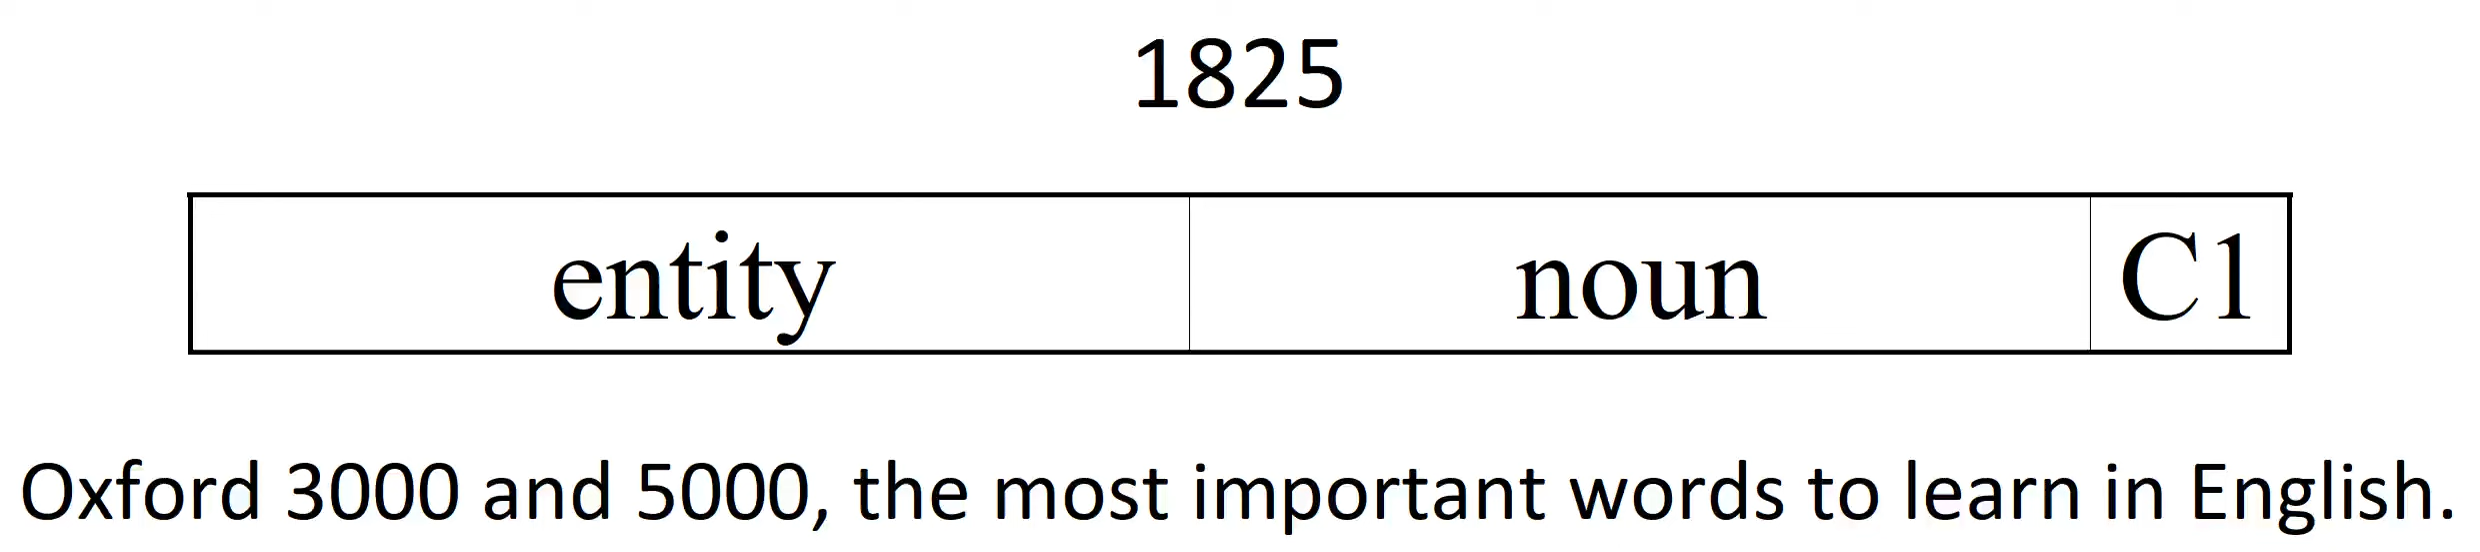 1825
entity noun C1
Oxford 3000 and 5000, the most important words to learn in English.